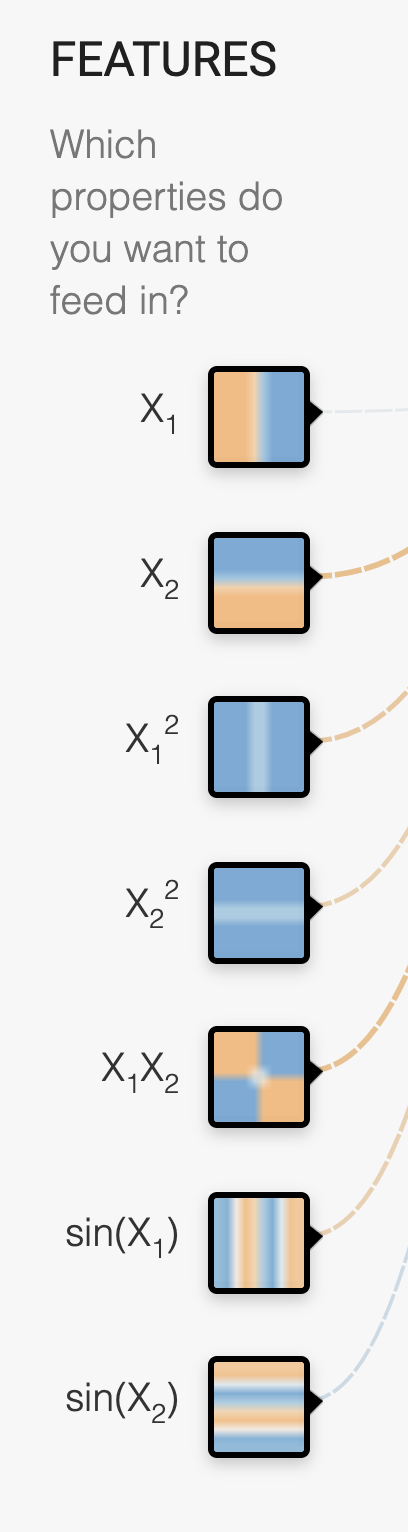 FEATURES
Which
properties do
you want to
feed in?
X₁
X₂
X₁²
X₂²
X₁X₂
sin(X₁)
sin(X₂)